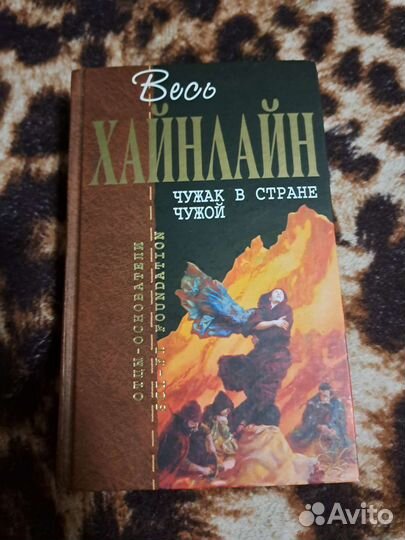 Весь
ХАЙНЛАЙН
ЧУЖАК В СТРАНЕ
ЧУЖОЙ
ОТЦЫ-ОСНОВАТЕЛИ
SCI-FI FOUNDATION
Avito